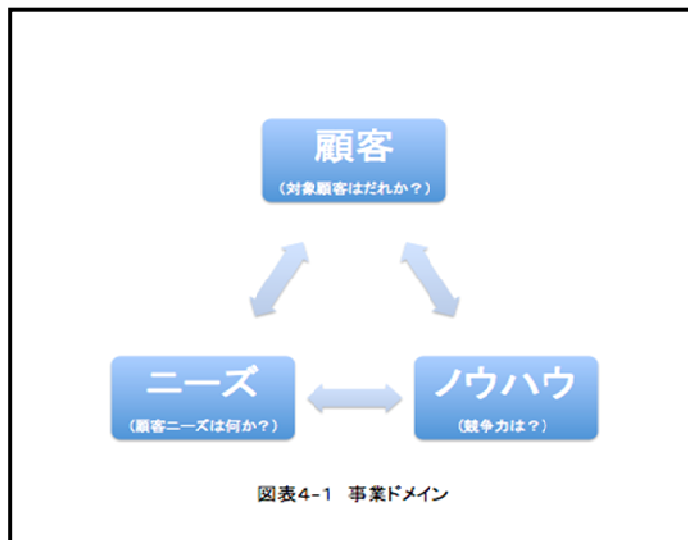 顧客
(対象顧客はだれか?)
ニーズ
(顧客ニーズは何か?)
ノウハウ
(競争力は?)
図表4-1 事業ドメイン